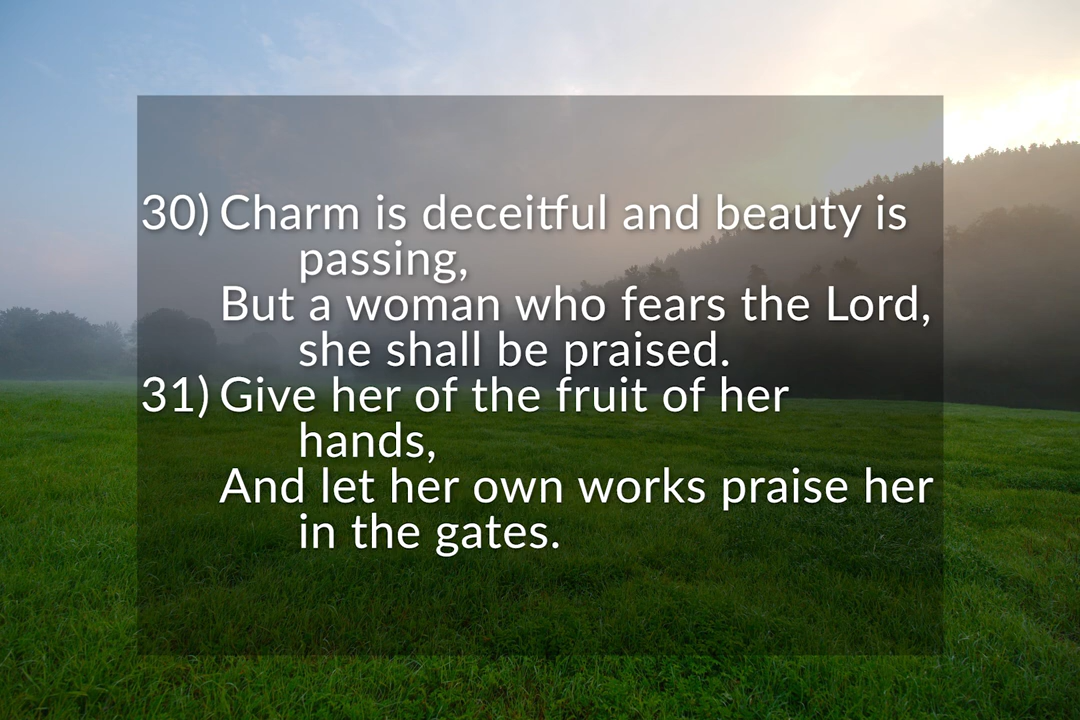 30) Charm is deceitful and beauty is
passing,
But a woman who fears the Lord,
she shall be praised.
31) Give her of the fruit of her
hands,
And let her own works praise her
in the gates.